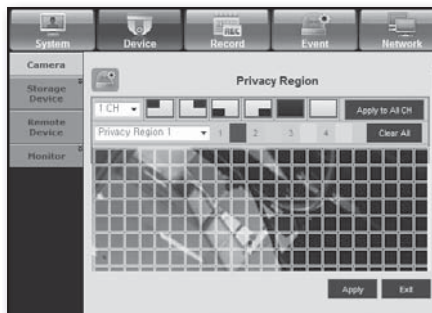 System Device Record Event Network
ABC
Camera
Privacy Region
Storage
Device
1 CH Apply to All CH
Remote
Device
Privacy Region 1 1 2 3 4 Clear All
Monitor
Apply Exit